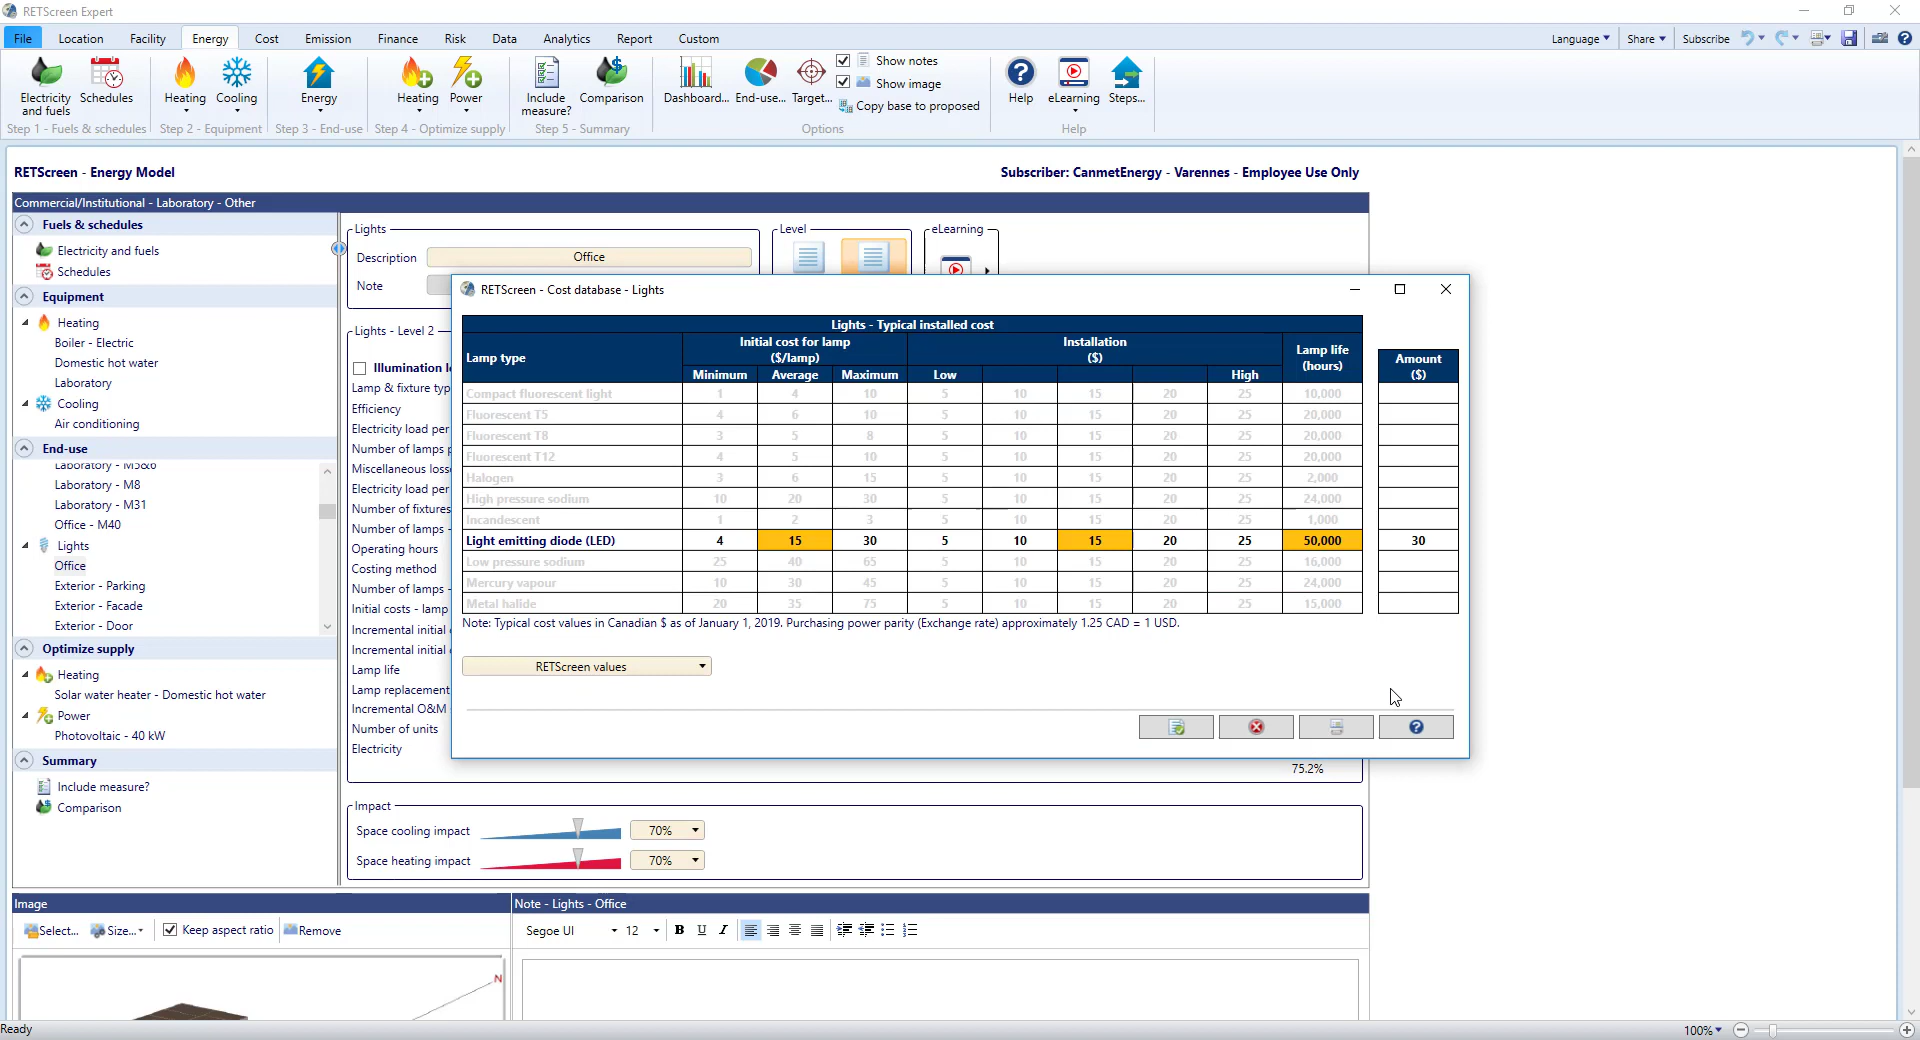 RETScreen Expert
File Location Facility Energy Cost Emission Finance Risk Data Analytics Report Custom Language Share Subscribe
Electricity and fuels Schedules
Step 1 - Fuels & schedules
Heating Cooling
Step 2 - Equipment
Energy
Step 3 - End-use
Heating Power
Step 4 - Optimize supply
Include measure? Comparison
Step 5 - Summary
Dashboard... End-use... Target...
Show notes
Show image
Copy base to proposed
Options
Help eLearning Steps...
Help
RETScreen - Energy Model
Subscriber: CanmetEnergy - Varennes - Employee Use Only
Commercial/Institutional - Laboratory - Other
Fuels & schedules
Electricity and fuels
Schedules
Equipment
Heating
Boiler - Electric
Domestic hot water
Laboratory
Cooling
Air conditioning
End-use
Laboratory - M5&6
Laboratory - M8
Laboratory - M31
Office - M40
Lights
Office
Exterior - Parking
Exterior - Facade
Exterior - Door
Optimize supply
Heating
Solar water heater - Domestic hot water
Power
Photovoltaic - 40 kW
Summary
Include measure?
Comparison
Lights
Description Office
Note
Level
eLearning
Lights - Level 2
Illumination
Lamp & fixture typ
Efficiency
Electricity load per
Number of lamps
Miscellaneous losse
Electricity load per
Number of fixtures
Number of lamps -
Operating hours
Costing method
Number of lamps -
Initial costs - lamp
Incremental initial
Incremental initial
Lamp life
Lamp replacement
Incremental O&M
Number of units
Electricity
75.2%
RETScreen - Cost database - Lights
Lights - Typical installed cost
Lamp type
Initial cost for lamp
($/lamp)
Installation
($)
Lamp life
(hours)
Amount
($)
Minimum Average Maximum Low High
Compact fluorescent light 1 4 10 5 10 15 20 25 10,000
Fluorescent T5 4 6 10 5 10 15 20 25 20,000
Fluorescent T8 3 5 8 5 10 15 20 25 20,000
Fluorescent T12 4 5 10 5 10 15 20 25 20,000
Halogen 3 6 15 5 10 15 20 25 2,000
High pressure sodium 10 20 30 5 10 15 20 25 24,000
Incandescent 1 2 3 5 10 15 20 25 1,000
Light emitting diode (LED) 4 15 30 5 10 15 20 25 50,000 30
Low pressure sodium 25 40 65 5 10 15 20 25 16,000
Mercury vapour 10 30 45 5 10 15 20 25 24,000
Metal halide 20 35 75 5 10 15 20 25 15,000
Note: Typical cost values in Canadian $ as of January 1, 2019. Purchasing power parity (Exchange rate) approximately 1.25 CAD = 1 USD.
RETScreen values
Impact
Space cooling impact 70%
Space heating impact 70%
Image
Select... Size... Keep aspect ratio Remove
N
Note - Lights - Office
Segoe UI 12 B U I
Ready
100%